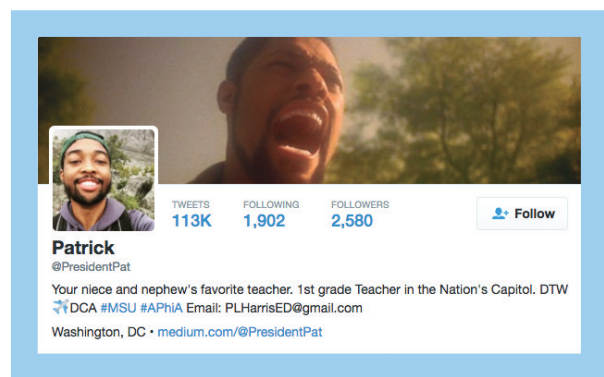 TWEETS FOLLOWING FOLLOWERS
113K 1,902 2,580 Follow
Patrick
@PresidentPat
Your niece and nephew's favorite teacher. 1st grade Teacher in the Nation's Capitol. DTW
✈️DCA #MSU #APhiA Email: PLHarrisED@gmail.com
Washington, DC • medium.com/@PresidentPat